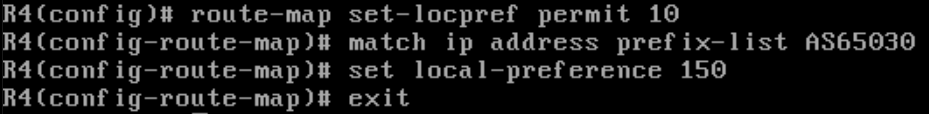 R4(config)# route-map set-locpref permit 10
R4(config-route-map)# match ip address prefix-list AS65030
R4(config-route-map)# set local-preference 150
R4(config-route-map)# exit